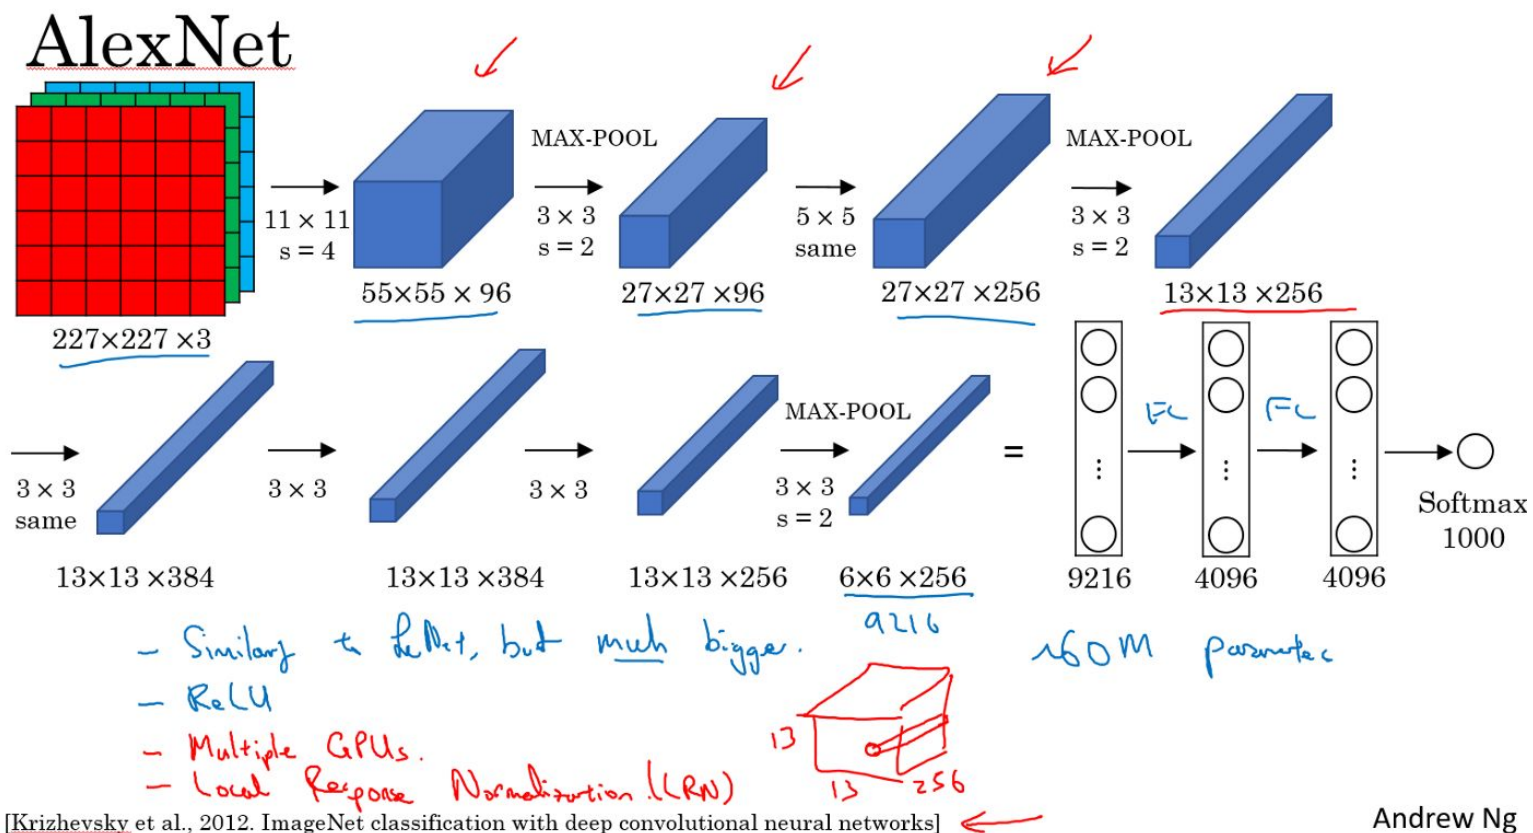 AlexNet
MAX-POOL
MAX-POOL
11 × 11
s = 4
3 × 3
s = 2
5 × 5
same
3 × 3
s = 2
227×227 ×3
55×55 × 96
27×27 ×96
27×27 ×256
13×13 ×256
MAX-POOL
3 × 3
same
3 × 3
3 × 3
3 × 3
s = 2
=
FC
FC
Softmax
1000
13×13 ×384
13×13 ×384
13×13 ×256
6×6 ×256
9216
4096
4096
9216
- Similary to LeNet, but much bigger.
~60M parameters
- ReLU
- Multiple GPUs.
- Local Response Normalization (LRN)
13
13
256
[Krizhevsky et al., 2012. ImageNet classification with deep convolutional neural networks]
Andrew Ng